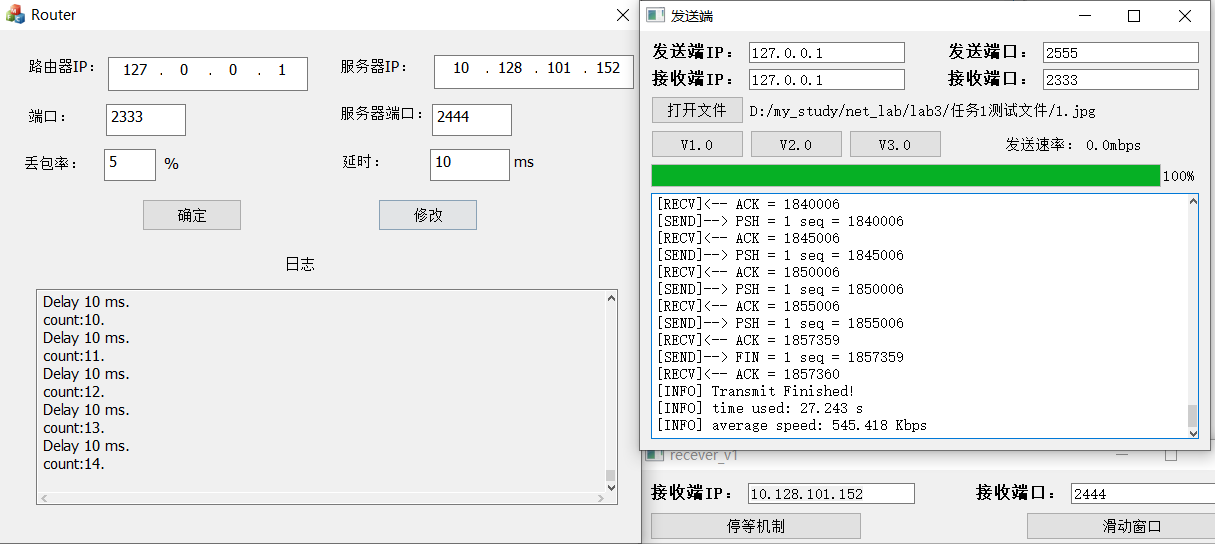 Router
路由器IP： 127 . 0 . 0 . 1 服务器IP： 10 . 128 . 101 . 152
端口： 2333 服务器端口： 2444
丢包率： 5 % 延时： 10 ms
确定 修改
日志
Delay 10 ms.
count:10.
Delay 10 ms.
count:11.
Delay 10 ms.
count:12.
Delay 10 ms.
count:13.
Delay 10 ms.
count:14.
发送端
发送端IP： 127.0.0.1 发送端口： 2555
接收端IP： 127.0.0.1 接收端口： 2333
打开文件 D:/my_study/net_lab/lab3/任务1测试文件/1.jpg
V1.0 V2.0 V3.0 发送速率： 0.0mbps
100%
[RECV]<-- ACK = 1840006
[SEND]--> PSH = 1 seq = 1840006
[RECV]<-- ACK = 1845006
[SEND]--> PSH = 1 seq = 1845006
[RECV]<-- ACK = 1850006
[SEND]--> PSH = 1 seq = 1850006
[RECV]<-- ACK = 1855006
[SEND]--> PSH = 1 seq = 1855006
[RECV]<-- ACK = 1857359
[SEND]--> FIN = 1 seq = 1857359
[RECV]<-- ACK = 1857360
[INFO] Transmit Finished!
[INFO] time used: 27.243 s
[INFO] average speed: 545.418 Kbps
recever_v1
接收端IP： 10.128.101.152 接收端口： 2444
停等机制 滑动窗口